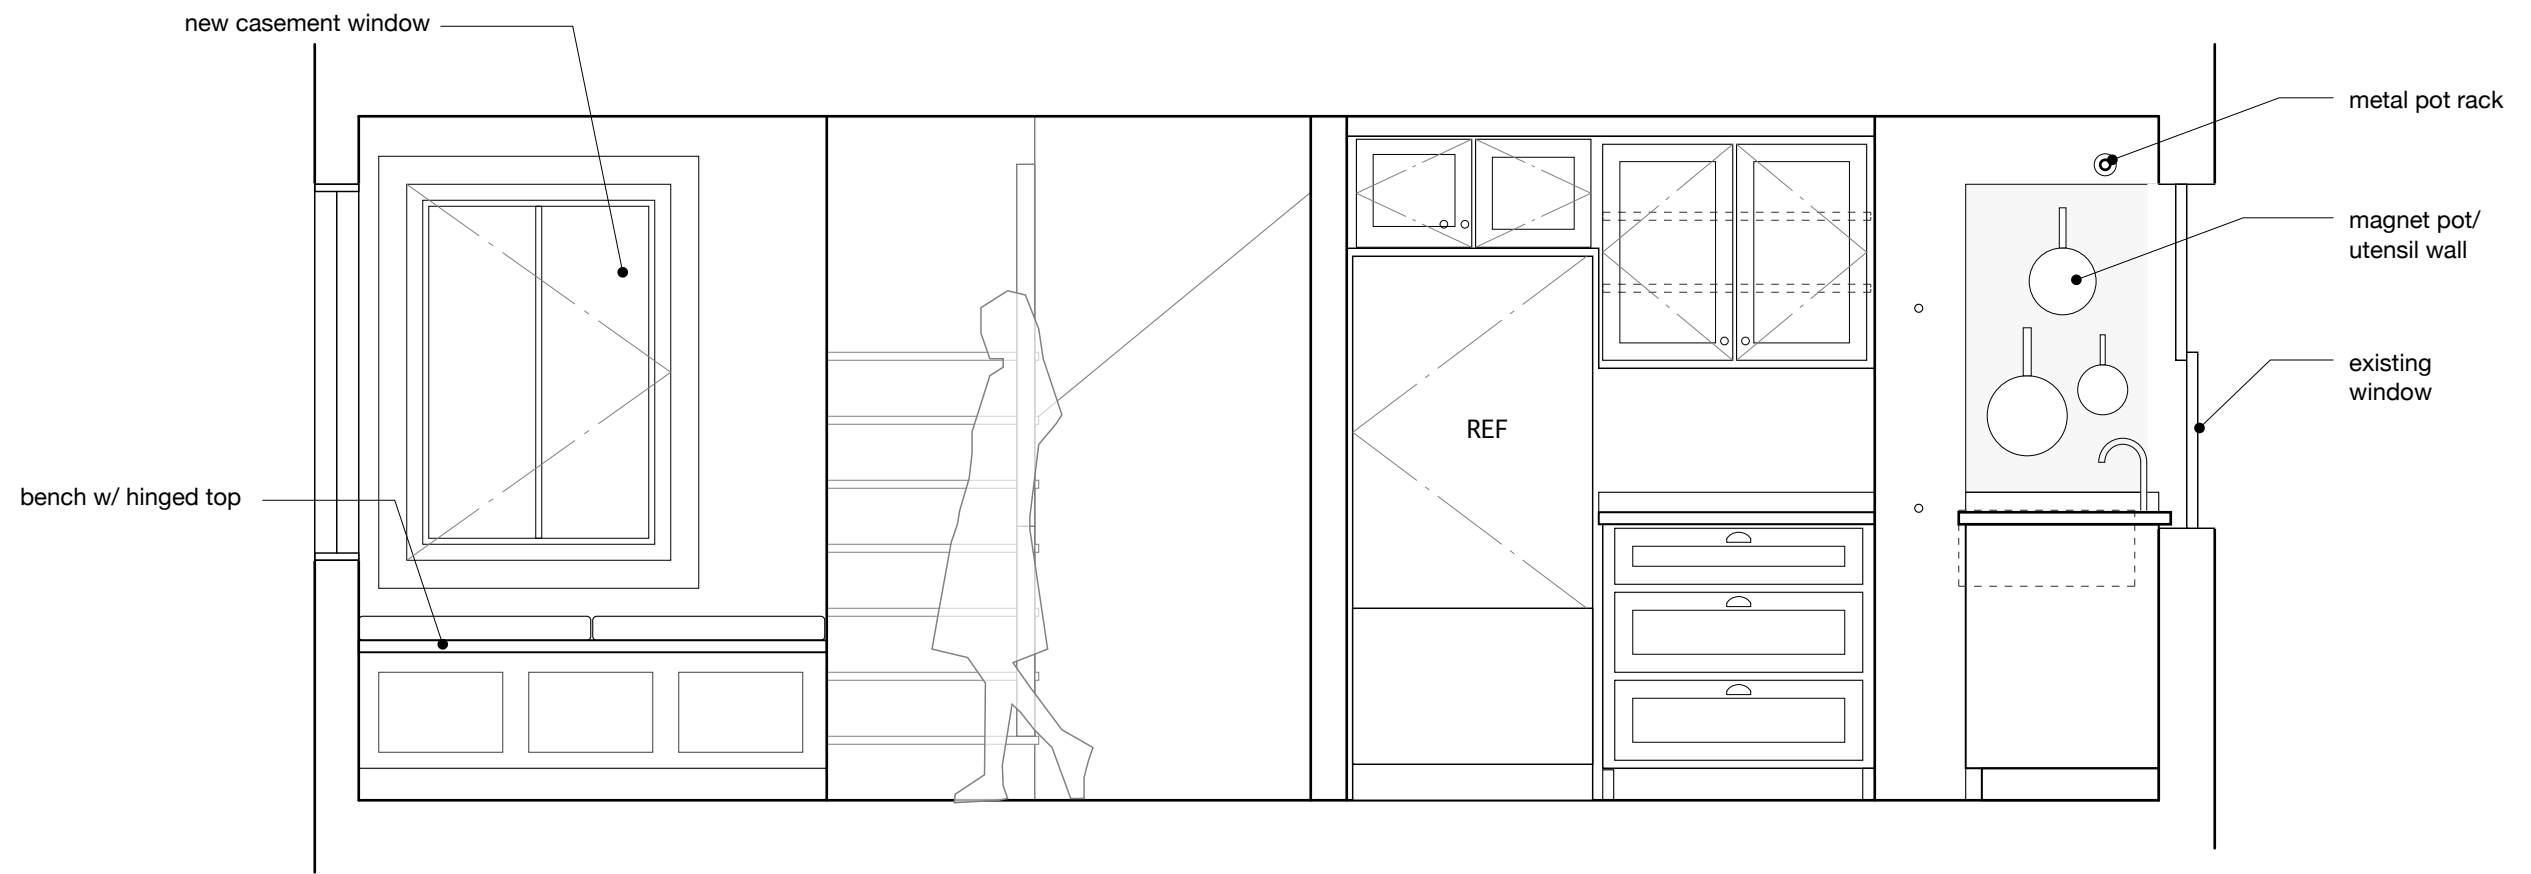 new casement window
metal pot rack
magnet pot/
utensil wall
existing
window
REF
bench w/ hinged top